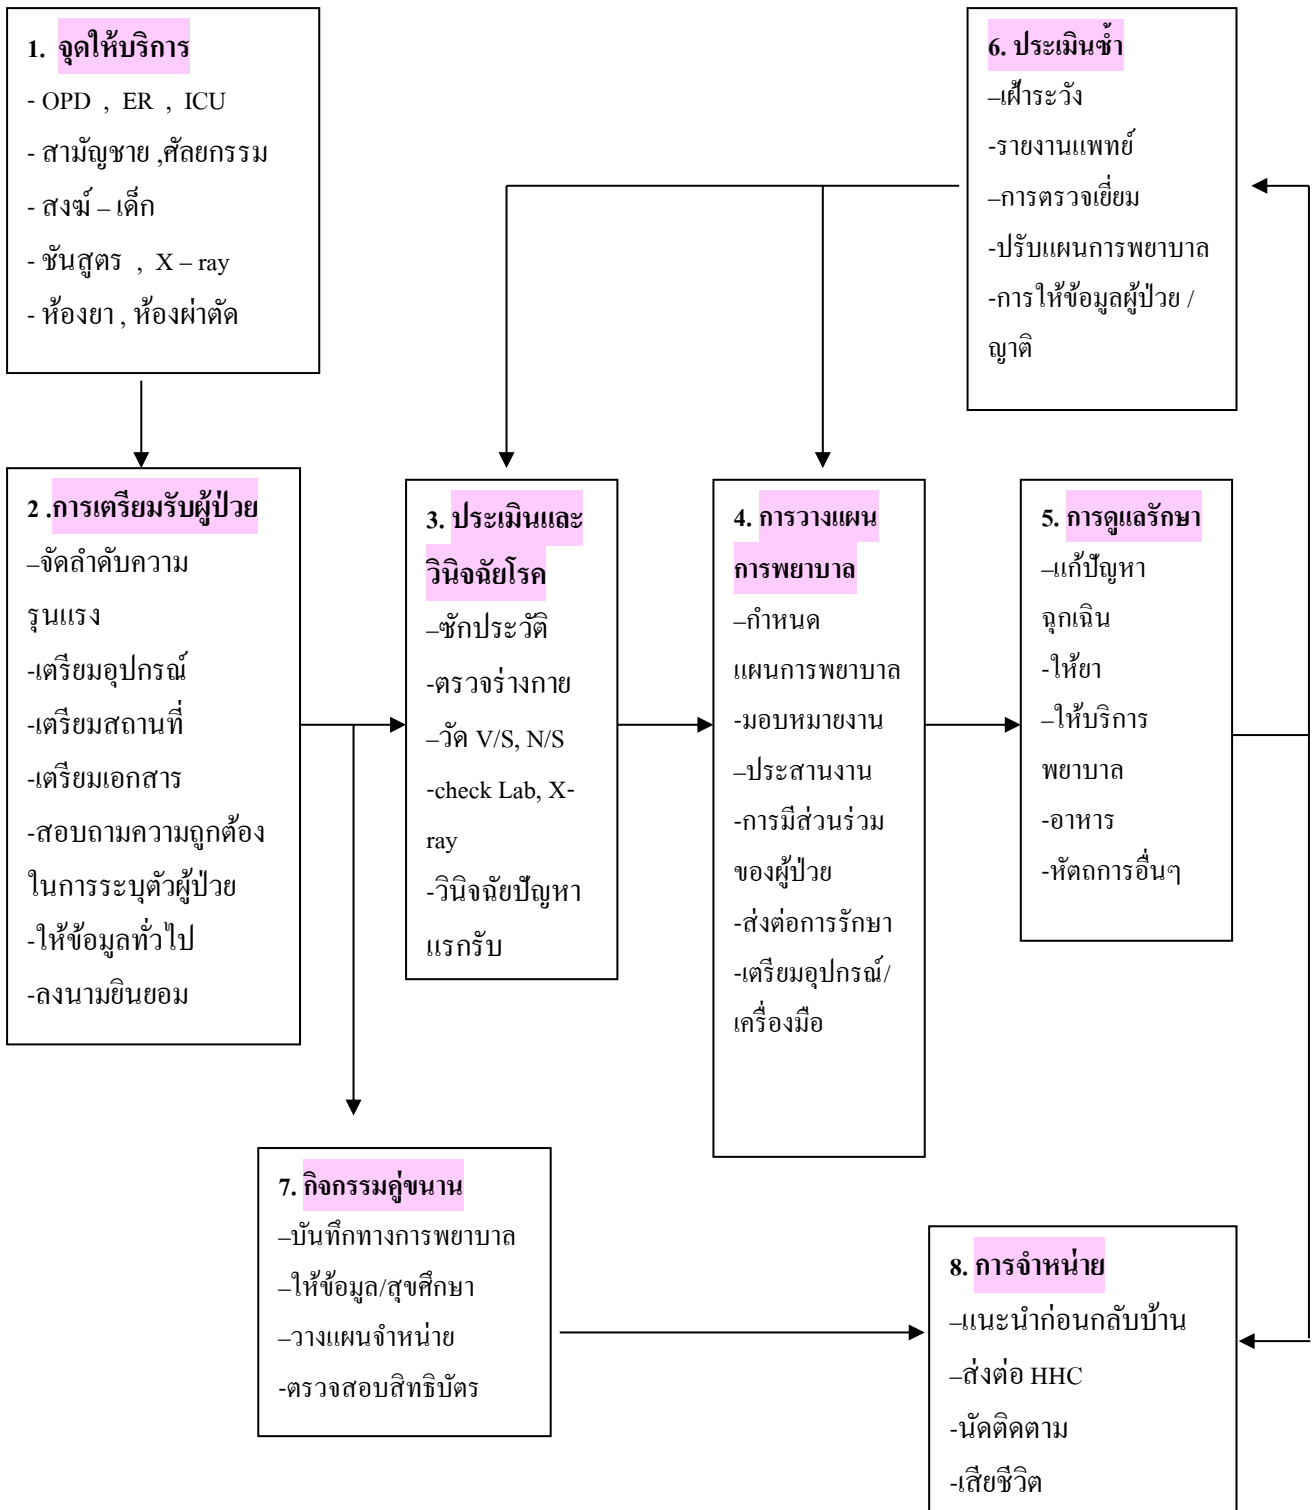 1. จุดให้บริการ
- OPD , ER , ICU
- สามัญชาย ,ศัลยกรรม
- สงฆ์ – เด็ก
- ชันสูตร , X – ray
- ห้องยา , ห้องผ่าตัด
6. ประเมินซ้ำ
–เฝ้าระวัง
-รายงานแพทย์
–การตรวจเยี่ยม
-ปรับแผนการพยาบาล
-การให้ข้อมูลผู้ป่วย /
ญาติ
2 .การเตรียมรับผู้ป่วย
–จัดลำดับความ
รุนแรง
-เตรียมอุปกรณ์
-เตรียมสถานที่
-เตรียมเอกสาร
-สอบถามความถูกต้อง
ในการระบุตัวผู้ป่วย
-ให้ข้อมูลทั่วไป
-ลงนามยินยอม
3. ประเมินและ
วินิจฉัยโรค
–ซักประวัติ
-ตรวจร่างกาย
–วัด V/S, N/S
-check Lab, X-
ray
-วินิจฉัยปัญหา
แรกรับ
4. การวางแผน
การพยาบาล
–กำหนด
แผนการพยาบาล
-มอบหมายงาน
–ประสานงาน
-การมีส่วนร่วม
ของผู้ป่วย
-ส่งต่อการรักษา
-เตรียมอุปกรณ์/
เครื่องมือ
5. การดูแลรักษา
–แก้ปัญหา
ฉุกเฉิน
-ให้ยา
–ให้บริการ
พยาบาล
-อาหาร
-หัตถการอื่นๆ
7. กิจกรรมคู่ขนาน
–บันทึกทางการพยาบาล
–ให้ข้อมูล/สุขศึกษา
–วางแผนจำหน่าย
-ตรวจสอบสิทธิบัตร
8. การจำหน่าย
–แนะนำก่อนกลับบ้าน
–ส่งต่อ HHC
-นัดติดตาม
-เสียชีวิต